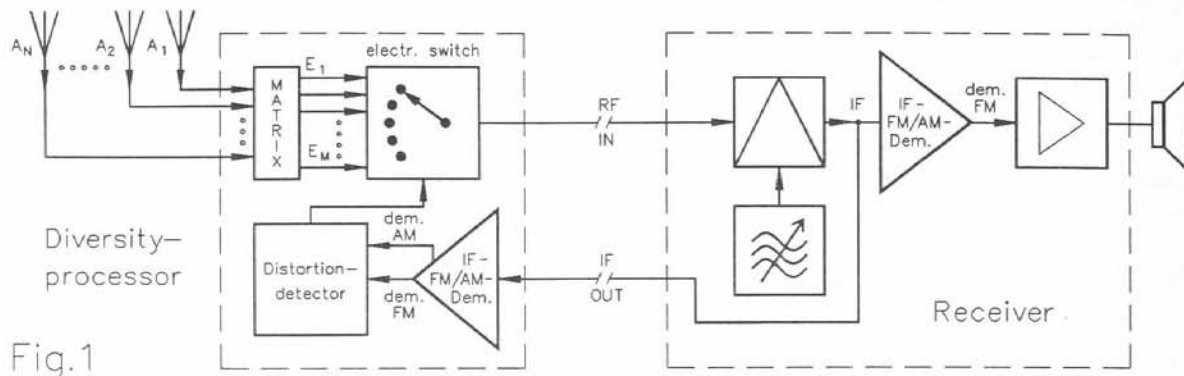 A_N
A_2
A_1
electr. switch
MATRIX
E_1
E_M
RF
IN
IF
IF-
FM/AM-
Dem.
dem.
FM
Diversity-
processor
Distortion-
detector
dem.
AM
dem.
FM
IF-
FM/AM-
Dem.
IF
OUT
Receiver
Fig.1